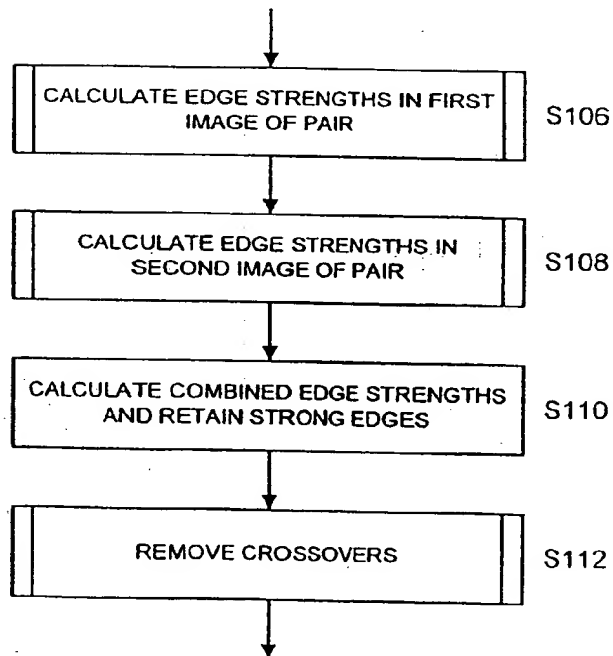 CALCULATE EDGE STRENGTHS IN FIRST
IMAGE OF PAIR
S106
CALCULATE EDGE STRENGTHS IN
SECOND IMAGE OF PAIR
S108
CALCULATE COMBINED EDGE STRENGTHS
AND RETAIN STRONG EDGES
S110
REMOVE CROSSOVERS
S112